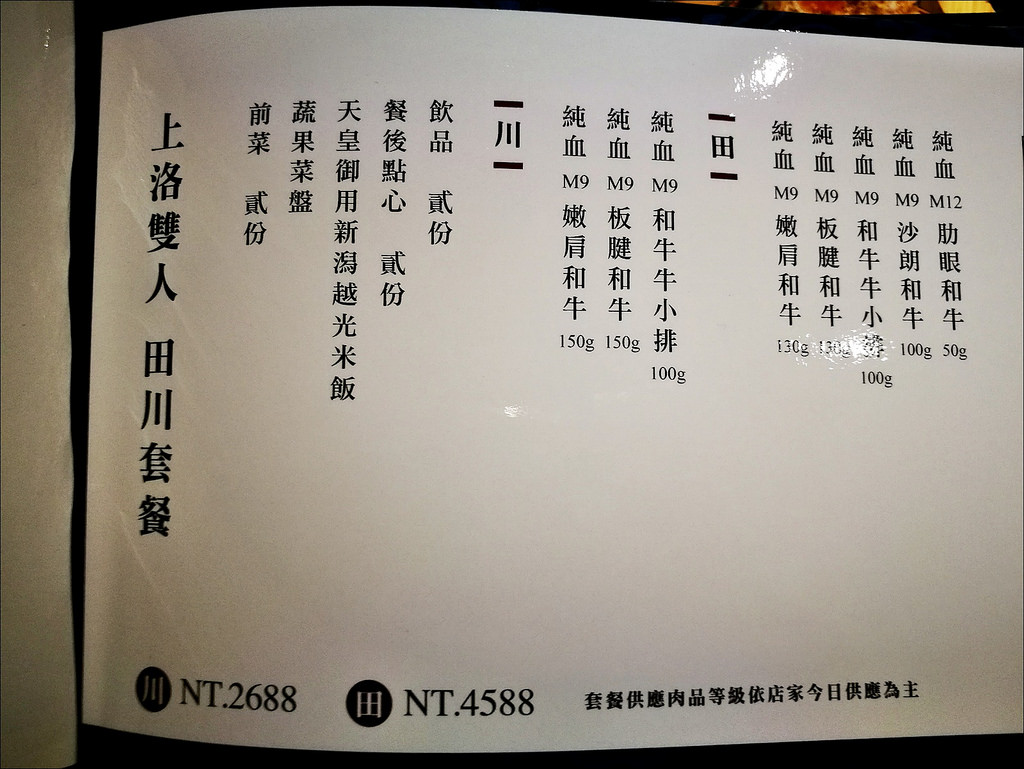 上洛雙人 田川套餐
前菜 貳份
蔬果菜盤
天皇御用新潟越光米飯
餐後點心 貳份
飲品 貳份
川
純血 M9 嫩肩和牛 150g
純血 M9 板腱和牛 150g
純血 M9 和牛牛小排 100g
田
純血 M9 嫩肩和牛 130g
純血 M9 板腱和牛 130g
純血 M9 和牛牛小排 100g
純血 M9 沙朗和牛 100g
純血 M12 肋眼和牛 50g
川 NT.2688
田 NT.4588
套餐供應肉品等級依店家今日供應為主